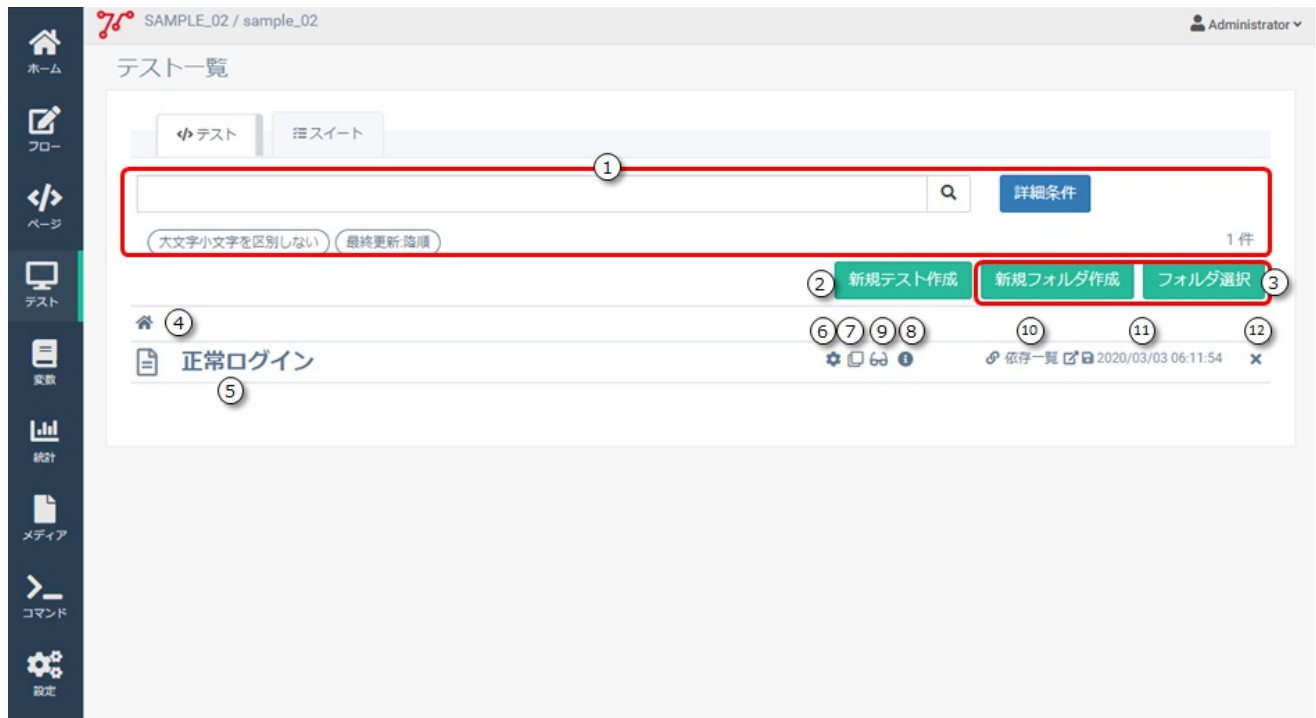 SAMPLE_02 / sample_02
Administrator
ホーム
フロー
ページ
テスト
変数
統計
メディア
コマンド
設定
テスト一覧
テスト
スイート
①
詳細条件
大文字小文字を区別しない 最終更新:降順 1 件
② 新規テスト作成 新規フォルダ作成 フォルダ選択 ③
④ ⑥ ⑦ ⑨ ⑧ ⑩ ⑪ ⑫
正常ログイン 依存一覧 2020/03/03 06:11:54
⑤